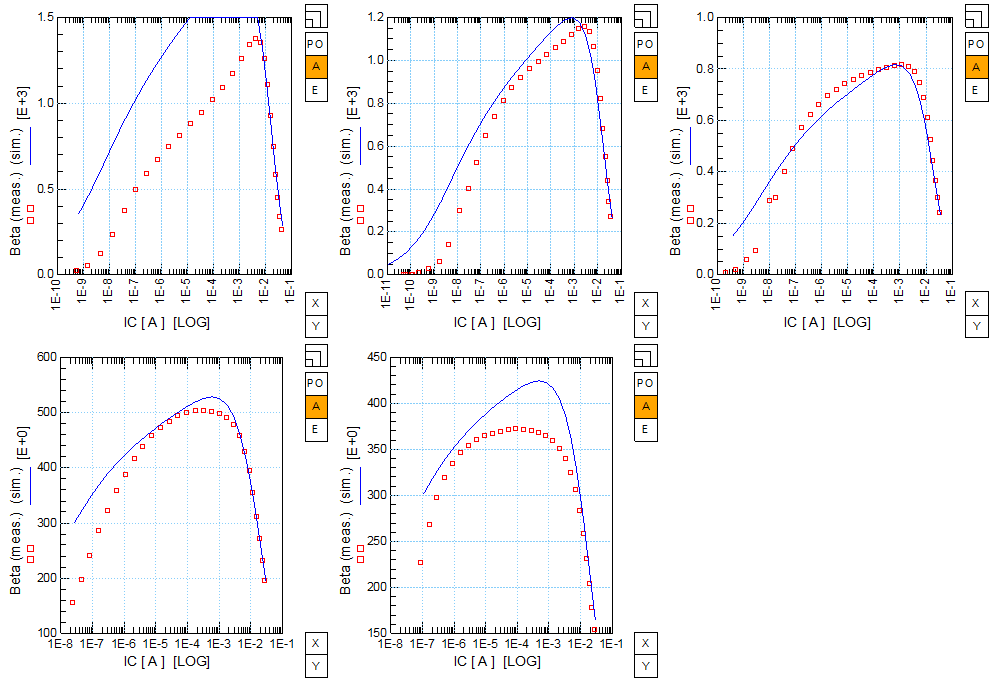 1.5
1.0
0.5
0.0
Beta (meas.) (sim.) [E+3]
1E-10 1E-9 1E-8 1E-7 1E-6 1E-5 1E-4 1E-3 1E-2 1E-1
IC [ A ] [LOG]
PO
A
E
X
Y
1.2
1.0
0.8
0.6
0.4
0.2
0.0
Beta (meas.) (sim.) [E+3]
1E-11 1E-10 1E-9 1E-8 1E-7 1E-6 1E-5 1E-4 1E-3 1E-2 1E-1
IC [ A ] [LOG]
PO
A
E
X
Y
1.0
0.8
0.6
0.4
0.2
0.0
Beta (meas.) (sim.) [E+3]
1E-10 1E-9 1E-8 1E-7 1E-6 1E-5 1E-4 1E-3 1E-2 1E-1
IC [ A ] [LOG]
PO
A
E
X
Y
600
500
400
300
200
100
Beta (meas.) (sim.) [E+0]
1E-8 1E-7 1E-6 1E-5 1E-4 1E-3 1E-2 1E-1
IC [ A ] [LOG]
PO
A
E
X
Y
450
400
350
300
250
200
150
Beta (meas.) (sim.) [E+0]
1E-8 1E-7 1E-6 1E-5 1E-4 1E-3 1E-2 1E-1
IC [ A ] [LOG]
PO
A
E
X
Y